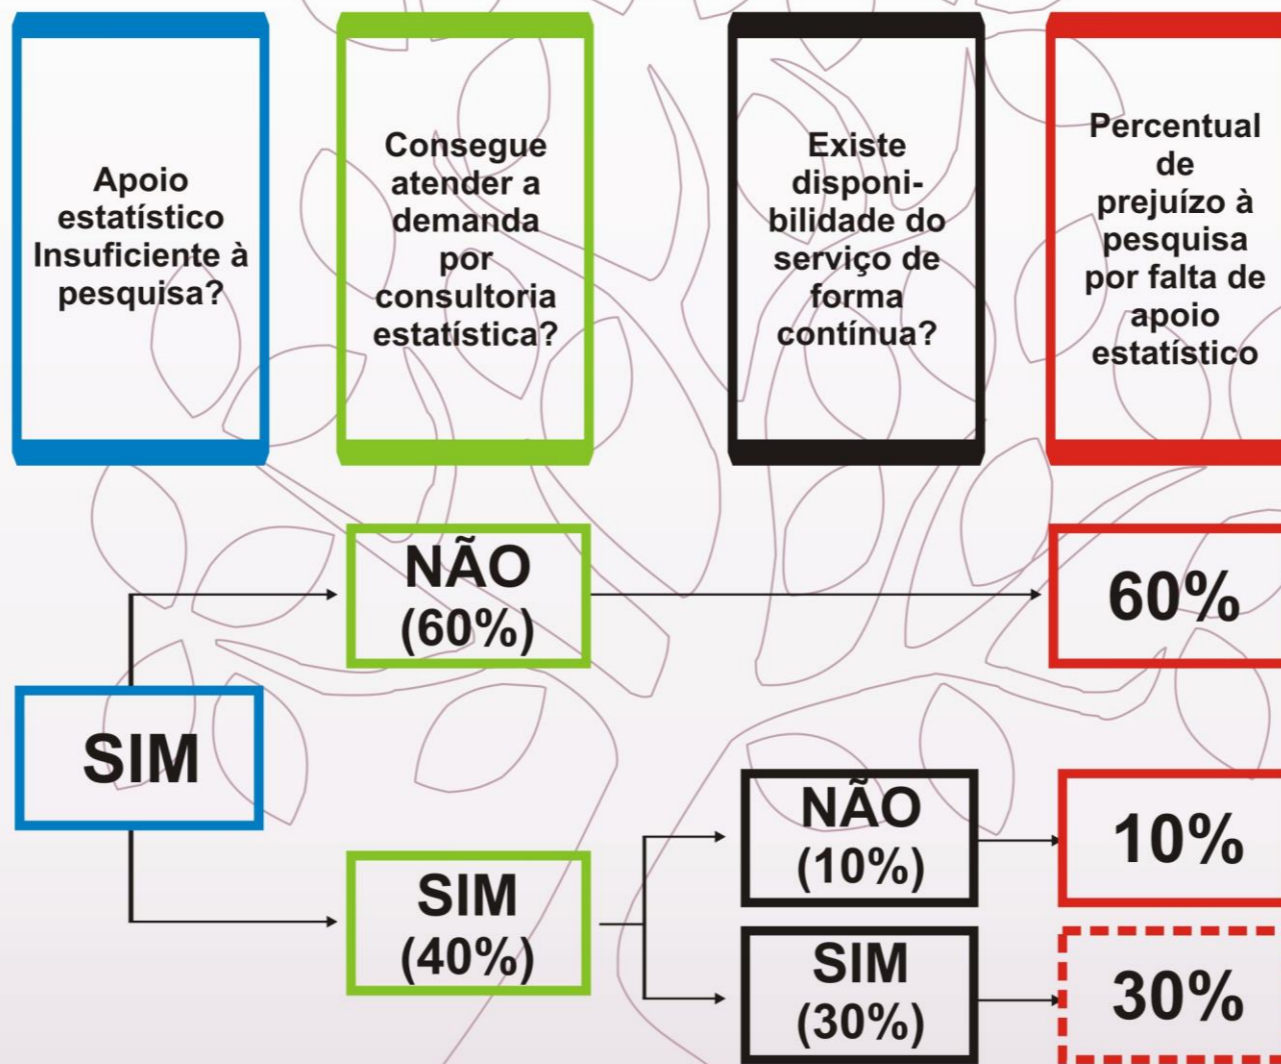 Apoio
estatístico
Insuficiente à
pesquisa?
Consegue
atender a
demanda
por
consultoria
estatística?
Existe
disponi-
bilidade do
serviço de
forma
contínua?
Percentual
de
prejuízo à
pesquisa
por falta de
apoio
estatístico
NÃO
(60%)
60%
SIM
SIM
(40%)
NÃO
(10%)
10%
SIM
(30%)
30%